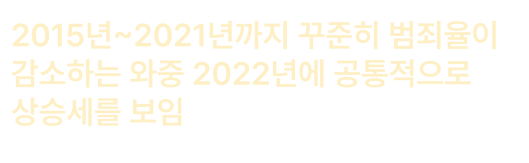 2015년~2021년까지 꾸준히 범죄율이
감소하는 와중 2022년에 공통적으로
상승세를 보임